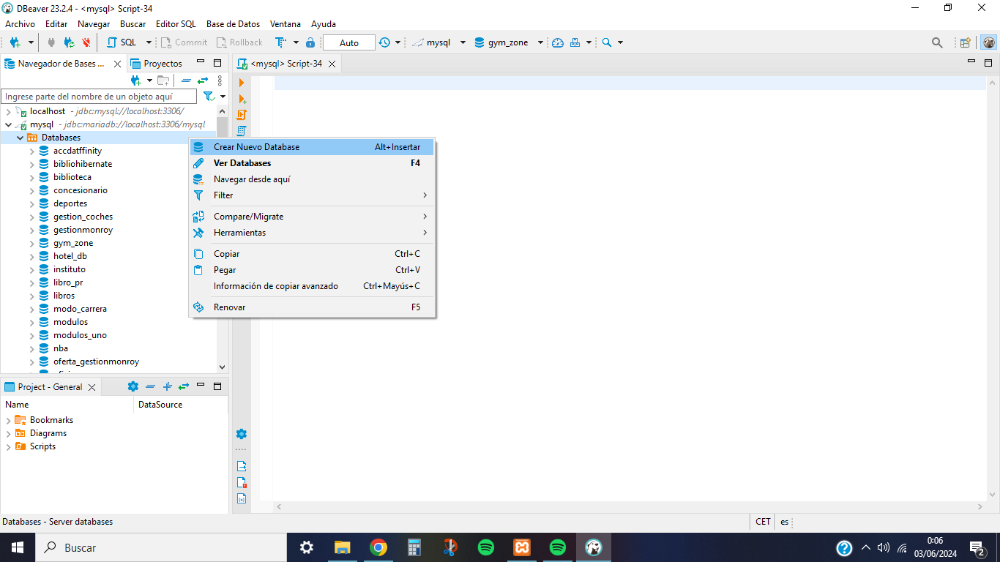 DBeaver 23.2.4 - <mysql> Script-34
Archivo Editar Navegar Buscar Editor SQL Base de Datos Ventana Ayuda
SQL Commit Rollback Auto mysql gym_zone
Navegador de Bases ... Proyectos
<mysql> Script-34
Ingrese parte del nombre de un objeto aquí
localhost - jdbc:mysql://localhost:3306/
mysql - jdbc:mariadb://localhost:3306/mysql
Databases
accdatffinity
bibliohibernate
biblioteca
concesionario
deportes
gestion_coches
gestionmonroy
gym_zone
hotel_db
instituto
libro_pr
libros
modo_carrera
modulos
modulos_uno
nba
oferta_gestionmonroy
Crear Nuevo Database Alt+Insertar
Ver Databases F4
Navegar desde aquí
Filter
Compare/Migrate
Herramientas
Copiar Ctrl+C
Pegar Ctrl+V
Información de copiar avanzado Ctrl+Mayús+C
Renovar F5
Project - General
Name DataSource
Bookmarks
Diagrams
Scripts
Databases - Server databases
CET es
Buscar
0:06
03/06/2024
2